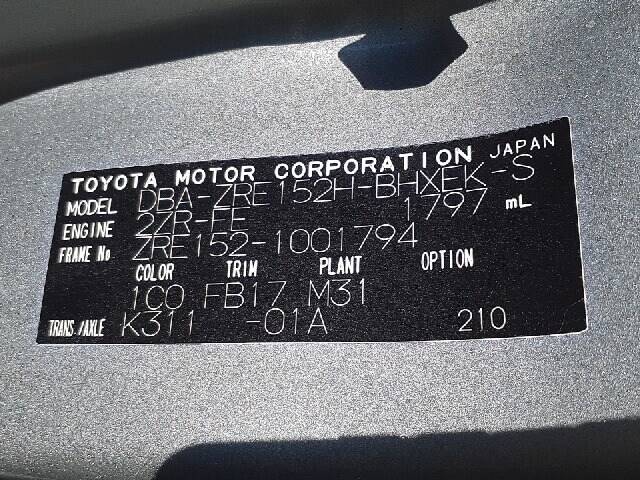 TOYOTA MOTOR CORPORATION JAPAN
MODEL DBA-ZRE152H-BHXEK-S
ENGINE 2ZR-FE 1797 mL
FRAME No ZRE152-1001794
COLOR TRIM PLANT OPTION
1C0 FB17 M31
TRANS./AXLE K311 -01A 210